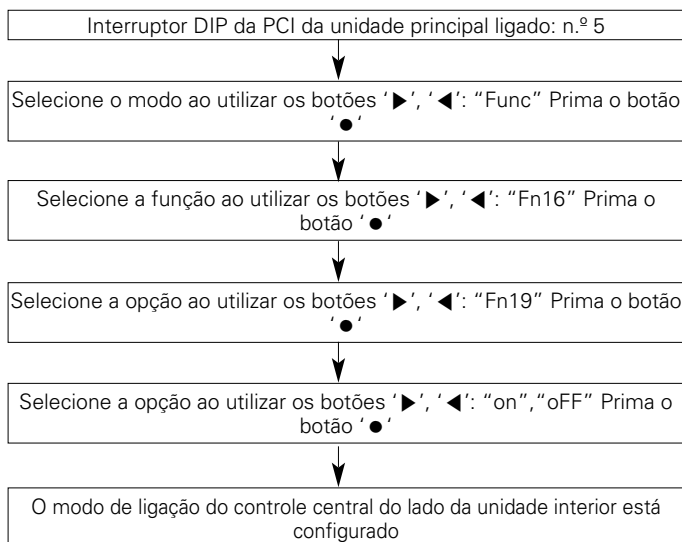 Interruptor DIP da PCI da unidade principal ligado: n.º 5
Selecione o modo ao utilizar os botões ‘▶’, ‘◀’: “Func” Prima o botão
‘●‘
Selecione a função ao utilizar os botões ‘▶’, ‘◀’: “Fn16” Prima o
botão ‘●‘
Selecione a opção ao utilizar os botões ‘▶’, ‘◀’: “Fn19” Prima o botão
‘●‘
Selecione a opção ao utilizar os botões ‘▶’, ‘◀’: “on”,“oFF” Prima o
botão ‘●‘
O modo de ligação do controle central do lado da unidade interior está
configurado